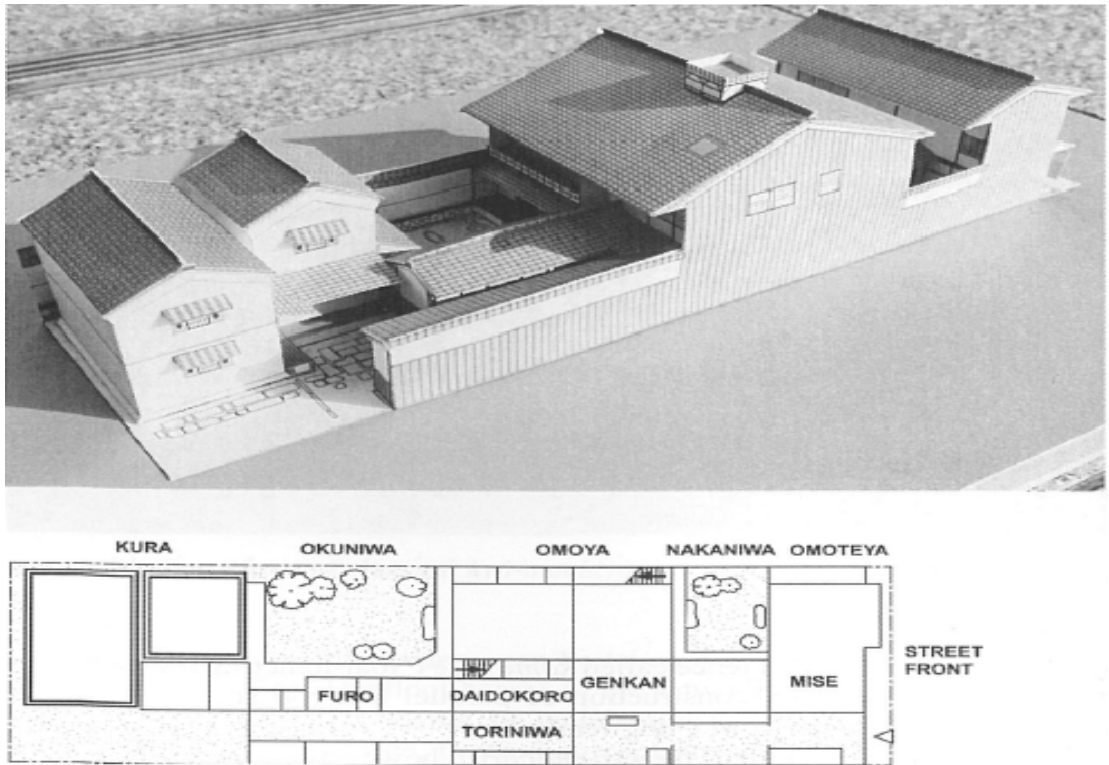 KURA OKUNIWA OMOYA NAKANIWA OMOTEYA
STREET
FRONT
GENKAN
MISE
FURO
DAIDOKORO
TORINIWA